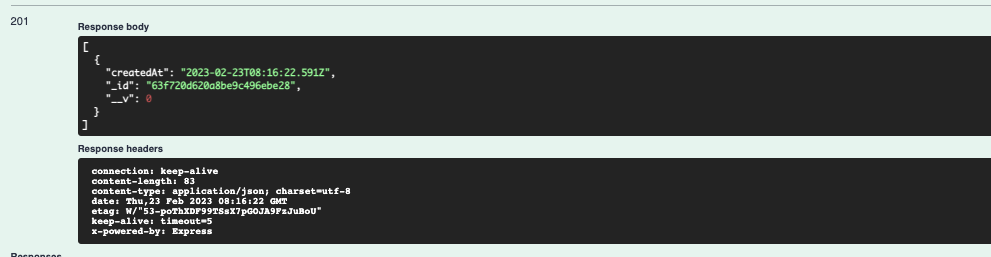 201
Response body
[
{
"createdAt": "2023-02-23T08:16:22.591Z",
"_id": "63f720d620a8be9c496ebe28",
"__v": 0
}
]
Response headers
connection: keep-alive
content-length: 83
content-type: application/json; charset=utf-8
date: Thu,23 Feb 2023 08:16:22 GMT
etag: W/"53-poThXDF99TSsX7pGOJA9FzJuBoU"
keep-alive: timeout=5
x-powered-by: Express
Responses